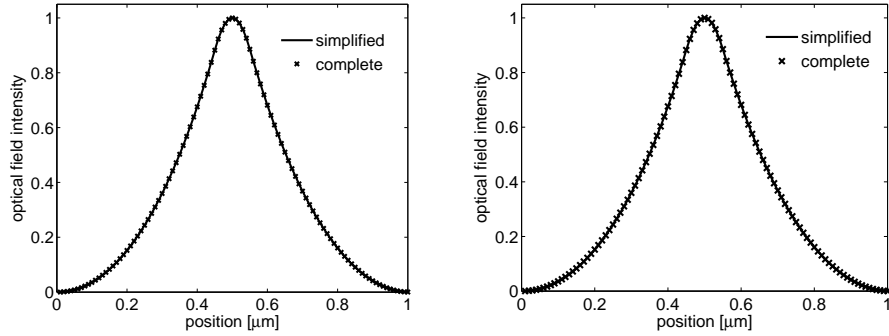 1
0.8
0.6
0.4
0.2
0
0 0.2 0.4 0.6 0.8 1
optical field intensity
position [μm]
simplified
complete
1
0.8
0.6
0.4
0.2
0
0 0.2 0.4 0.6 0.8 1
optical field intensity
position [μm]
simplified
complete